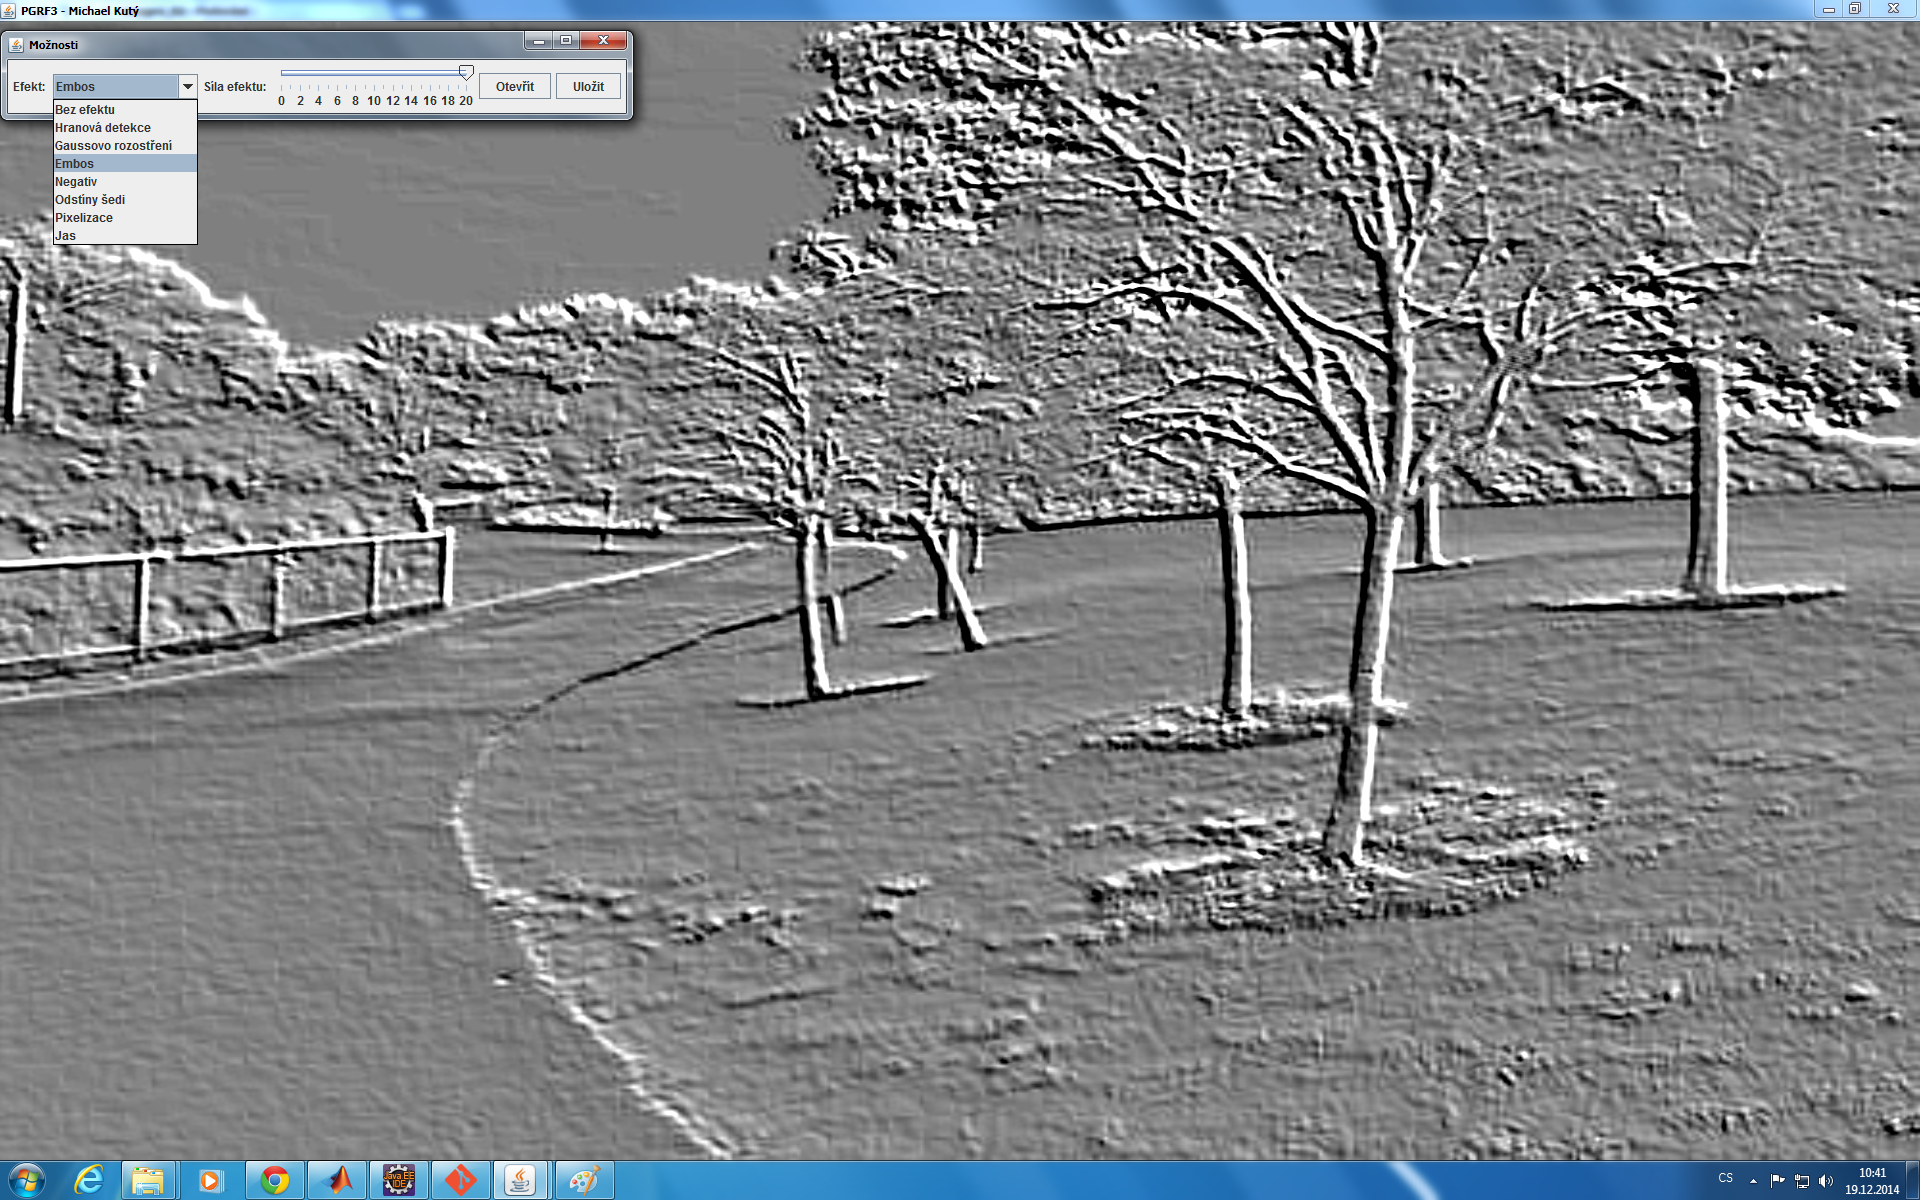 PGRF3 - Michael Kutý
Možnosti
Efekt: Embos Síla efektu: Otevřít Uložit
0 2 4 6 8 10 12 14 16 18 20
Bez efektu
Hranová detekce
Gaussovo rozostření
Embos
Negativ
Odstíny šedi
Pixelizace
Jas
Java EE
IDE
CS
10:41
19.12.2014